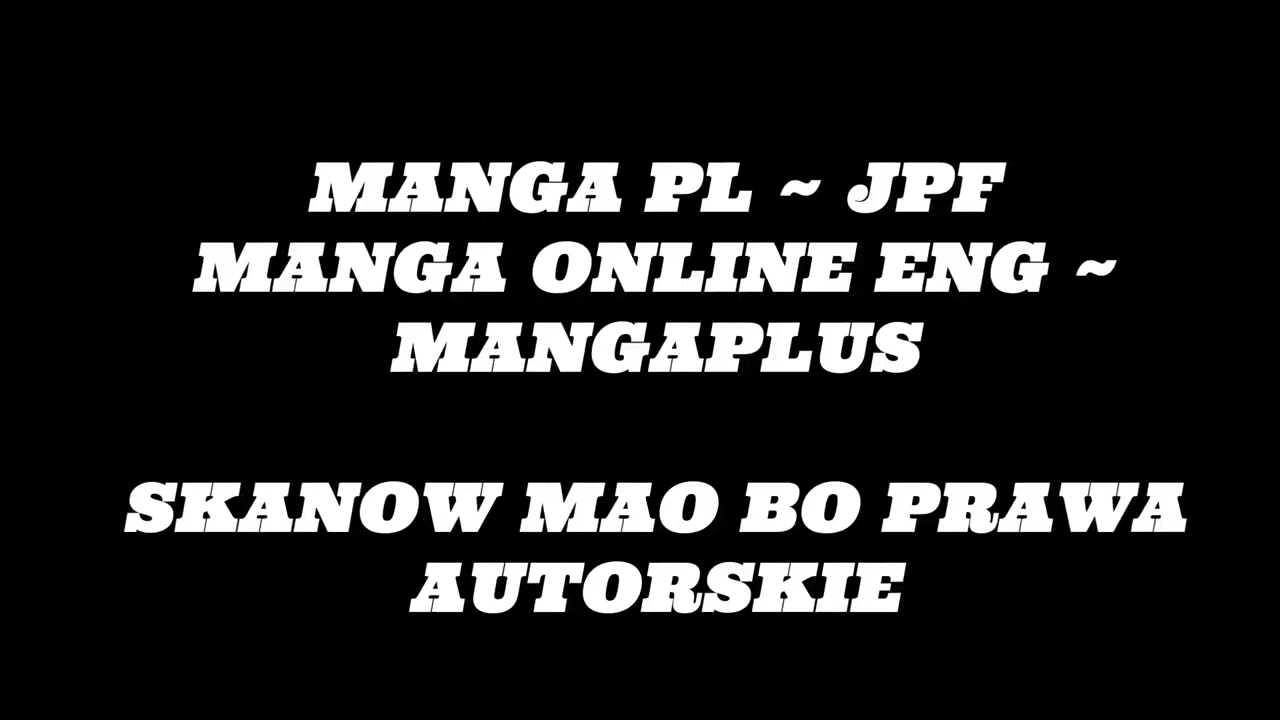 MANGA PL ~ JPF
MANGA ONLINE ENG ~
MANGAPLUS
SKANOW MAO BO PRAWA
AUTORSKIE